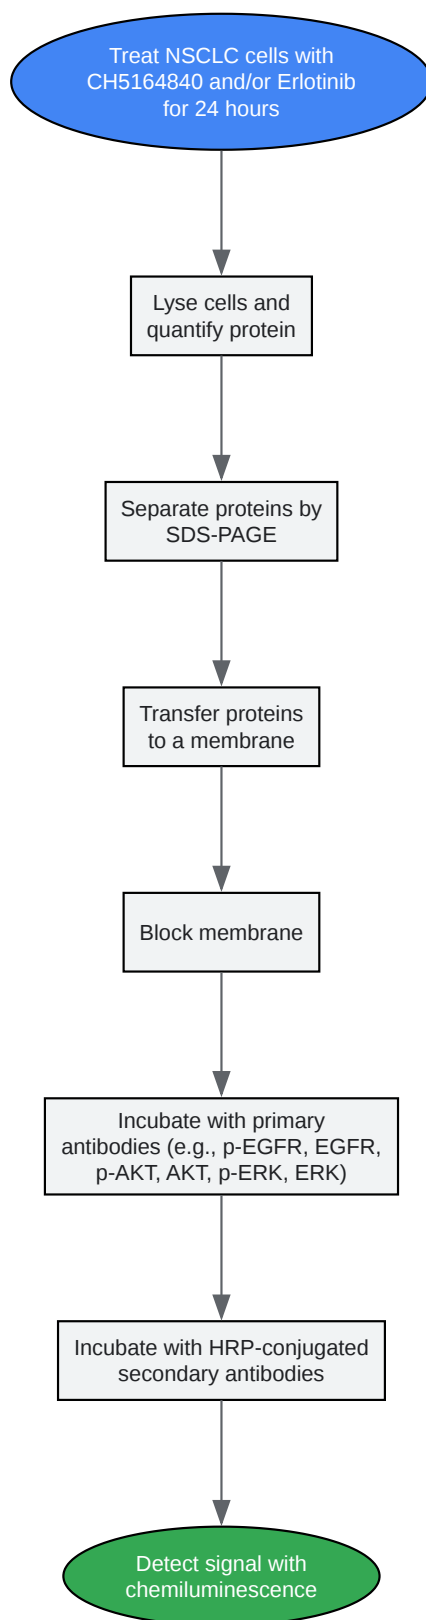 Treat NSCLC cells with
CH5164840 and/or Erlotinib
for 24 hours
Lyse cells and
quantify protein
Separate proteins by
SDS-PAGE
Transfer proteins
to a membrane
Block membrane
Incubate with primary
antibodies (e.g., p-EGFR, EGFR,
p-AKT, AKT, p-ERK, ERK)
Incubate with HRP-conjugated
secondary antibodies
Detect signal with
chemiluminescence